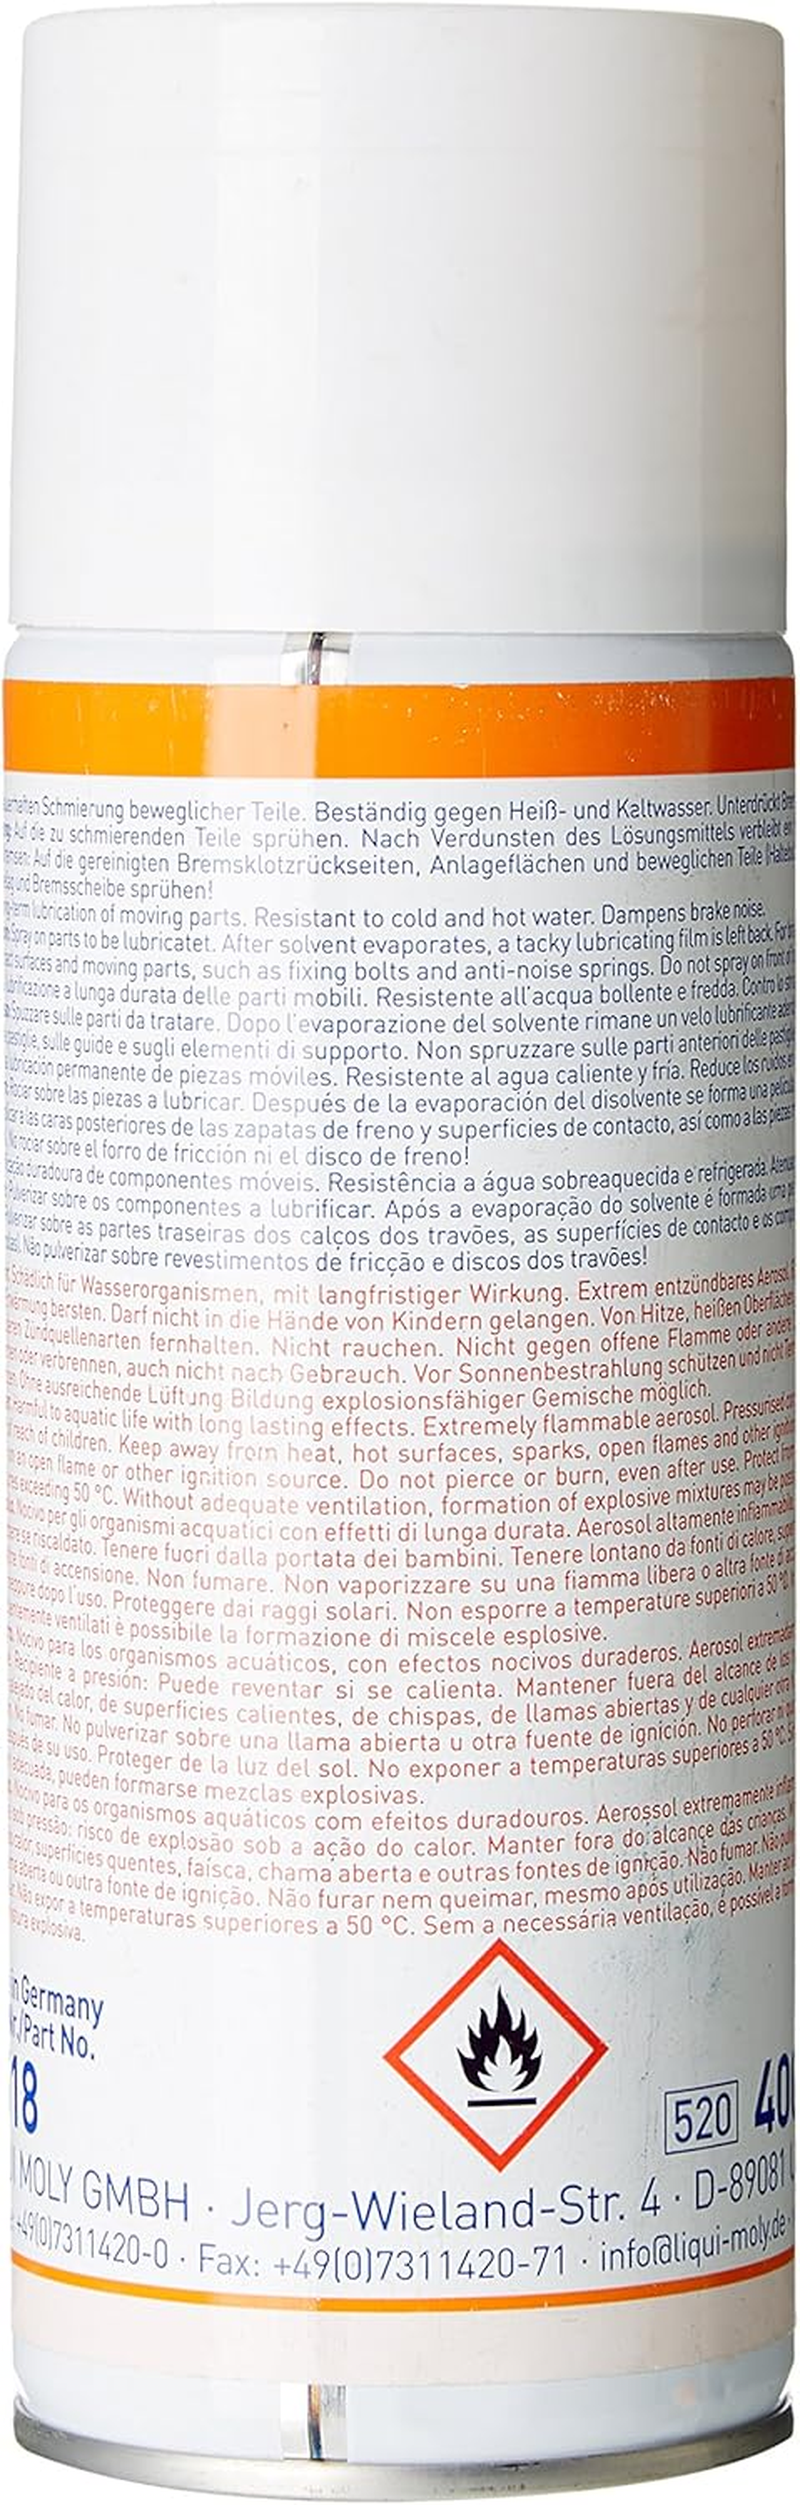 Schmierung beweglicher Teile. Beständig gegen Heiß- und Kaltwasser. Unterdrückt
Auf die zu schmierenden Teile sprühen. Nach Verdunsten des Lösungsmittels verbleibt
Auf die gereinigten Bremsklotzrückseiten, Anlageflächen und beweglichen Teile
und Bremsscheibe sprühen!
lubrication of moving parts. Resistant to cold and hot water. Dampens brake noise.
Spray on parts to be lubricatet. After solvent evaporates, a tacky lubricating film is left back. For
surfaces and moving parts, such as fixing bolts and anti-noise springs. Do not spray on front
a lunga durata delle parti mobili. Resistente all'acqua bollente e fredda. Contro
Spuzzare sulle parti da tratare. Dopo l'evaporazione del solvente rimane un velo lubrificante
sulle guide e sugli elementi di supporto. Non spruzzare sulle parti anteriori delle
permanente de piezas móviles. Resistente al agua caliente y fría. Reduce los ruidos
sobre las piezas a lubricar. Después de la evaporación del disolvente se forma una
a las caras posteriores de las zapatas de freno y superficies de contacto, así como a las piezas
No rociar sobre el forro de fricción ni el disco de freno!
duradoura de componentes móveis. Resistência a água sobreaquecida e refrigerada.
Pulverizar sobre os componentes a lubrificar. Após a evaporação do solvente é formada uma
sobre as partes traseiras dos calços dos travões, as superfícies de contacto e os
Não pulverizar sobre revestimentos de fricção e discos dos travões!
Schädlich für Wasserorganismen, mit langfristiger Wirkung. Extrem entzündbares Aerosol.
bersten. Darf nicht in die Hände von Kindern gelangen. Von Hitze, heißen Oberflächen
Zündquellenarten fernhalten. Nicht rauchen. Nicht gegen offene Flamme oder andere
oder verbrennen, auch nicht nach Gebrauch. Vor Sonnenbestrahlung schützen und nicht
Ohne ausreichende Lüftung Bildung explosionsfähiger Gemische möglich.
harmful to aquatic life with long lasting effects. Extremely flammable aerosol. Pressurised
reach of children. Keep away from heat, hot surfaces, sparks, open flames and other
an open flame or other ignition source. Do not pierce or burn, even after use. Protect from
exceeding 50 °C. Without adequate ventilation, formation of explosive mixtures may be
Nocivo per gli organismi acquatici con effetti di lunga durata. Aerosol altamente infiammabile.
se riscaldato. Tenere fuori dalla portata dei bambini. Tenere lontano da fonti di calore,
fonti di accensione. Non fumare. Non vaporizzare su una fiamma libera o altra fonte di
dopo l'uso. Proteggere dai raggi solari. Non esporre a temperature superiori a 50 °C.
ventilati è possibile la formazione di miscele esplosive.
Nocivo para los organismos acuáticos, con efectos nocivos duraderos. Aerosol
Recipiente a presión: Puede reventar si se calienta. Mantener fuera del alcance de los
del calor, de superficies calientes, de chispas, de llamas abiertas y de cualquier otra
No fumar. No pulverizar sobre una llama abierta u otra fuente de ignición. No perforar
de su uso. Proteger de la luz del sol. No exponer a temperaturas superiores a 50 °C.
adecuada, pueden formarse mezclas explosivas.
Nocivo para os organismos aquáticos com efeitos duradouros. Aerossol extremamente
sob pressão: risco de explosão sob a ação do calor. Manter fora do alcance das crianças.
calor, superfícies quentes, faísca, chama aberta e outras fontes de ignição. Não fumar. Não
aberta ou outra fonte de ignição. Não furar nem queimar, mesmo após utilização. Manter
Não expor a temperaturas superiores a 50 °C. Sem a necessária ventilação, é possível a
explosiva.
in Germany
/Part No.
18
520
40
MOLY GMBH · Jerg-Wieland-Str. 4 · D-89081
+49(0)7311420-0 · Fax: +49(0)7311420-71 · info@liqui-moly.de